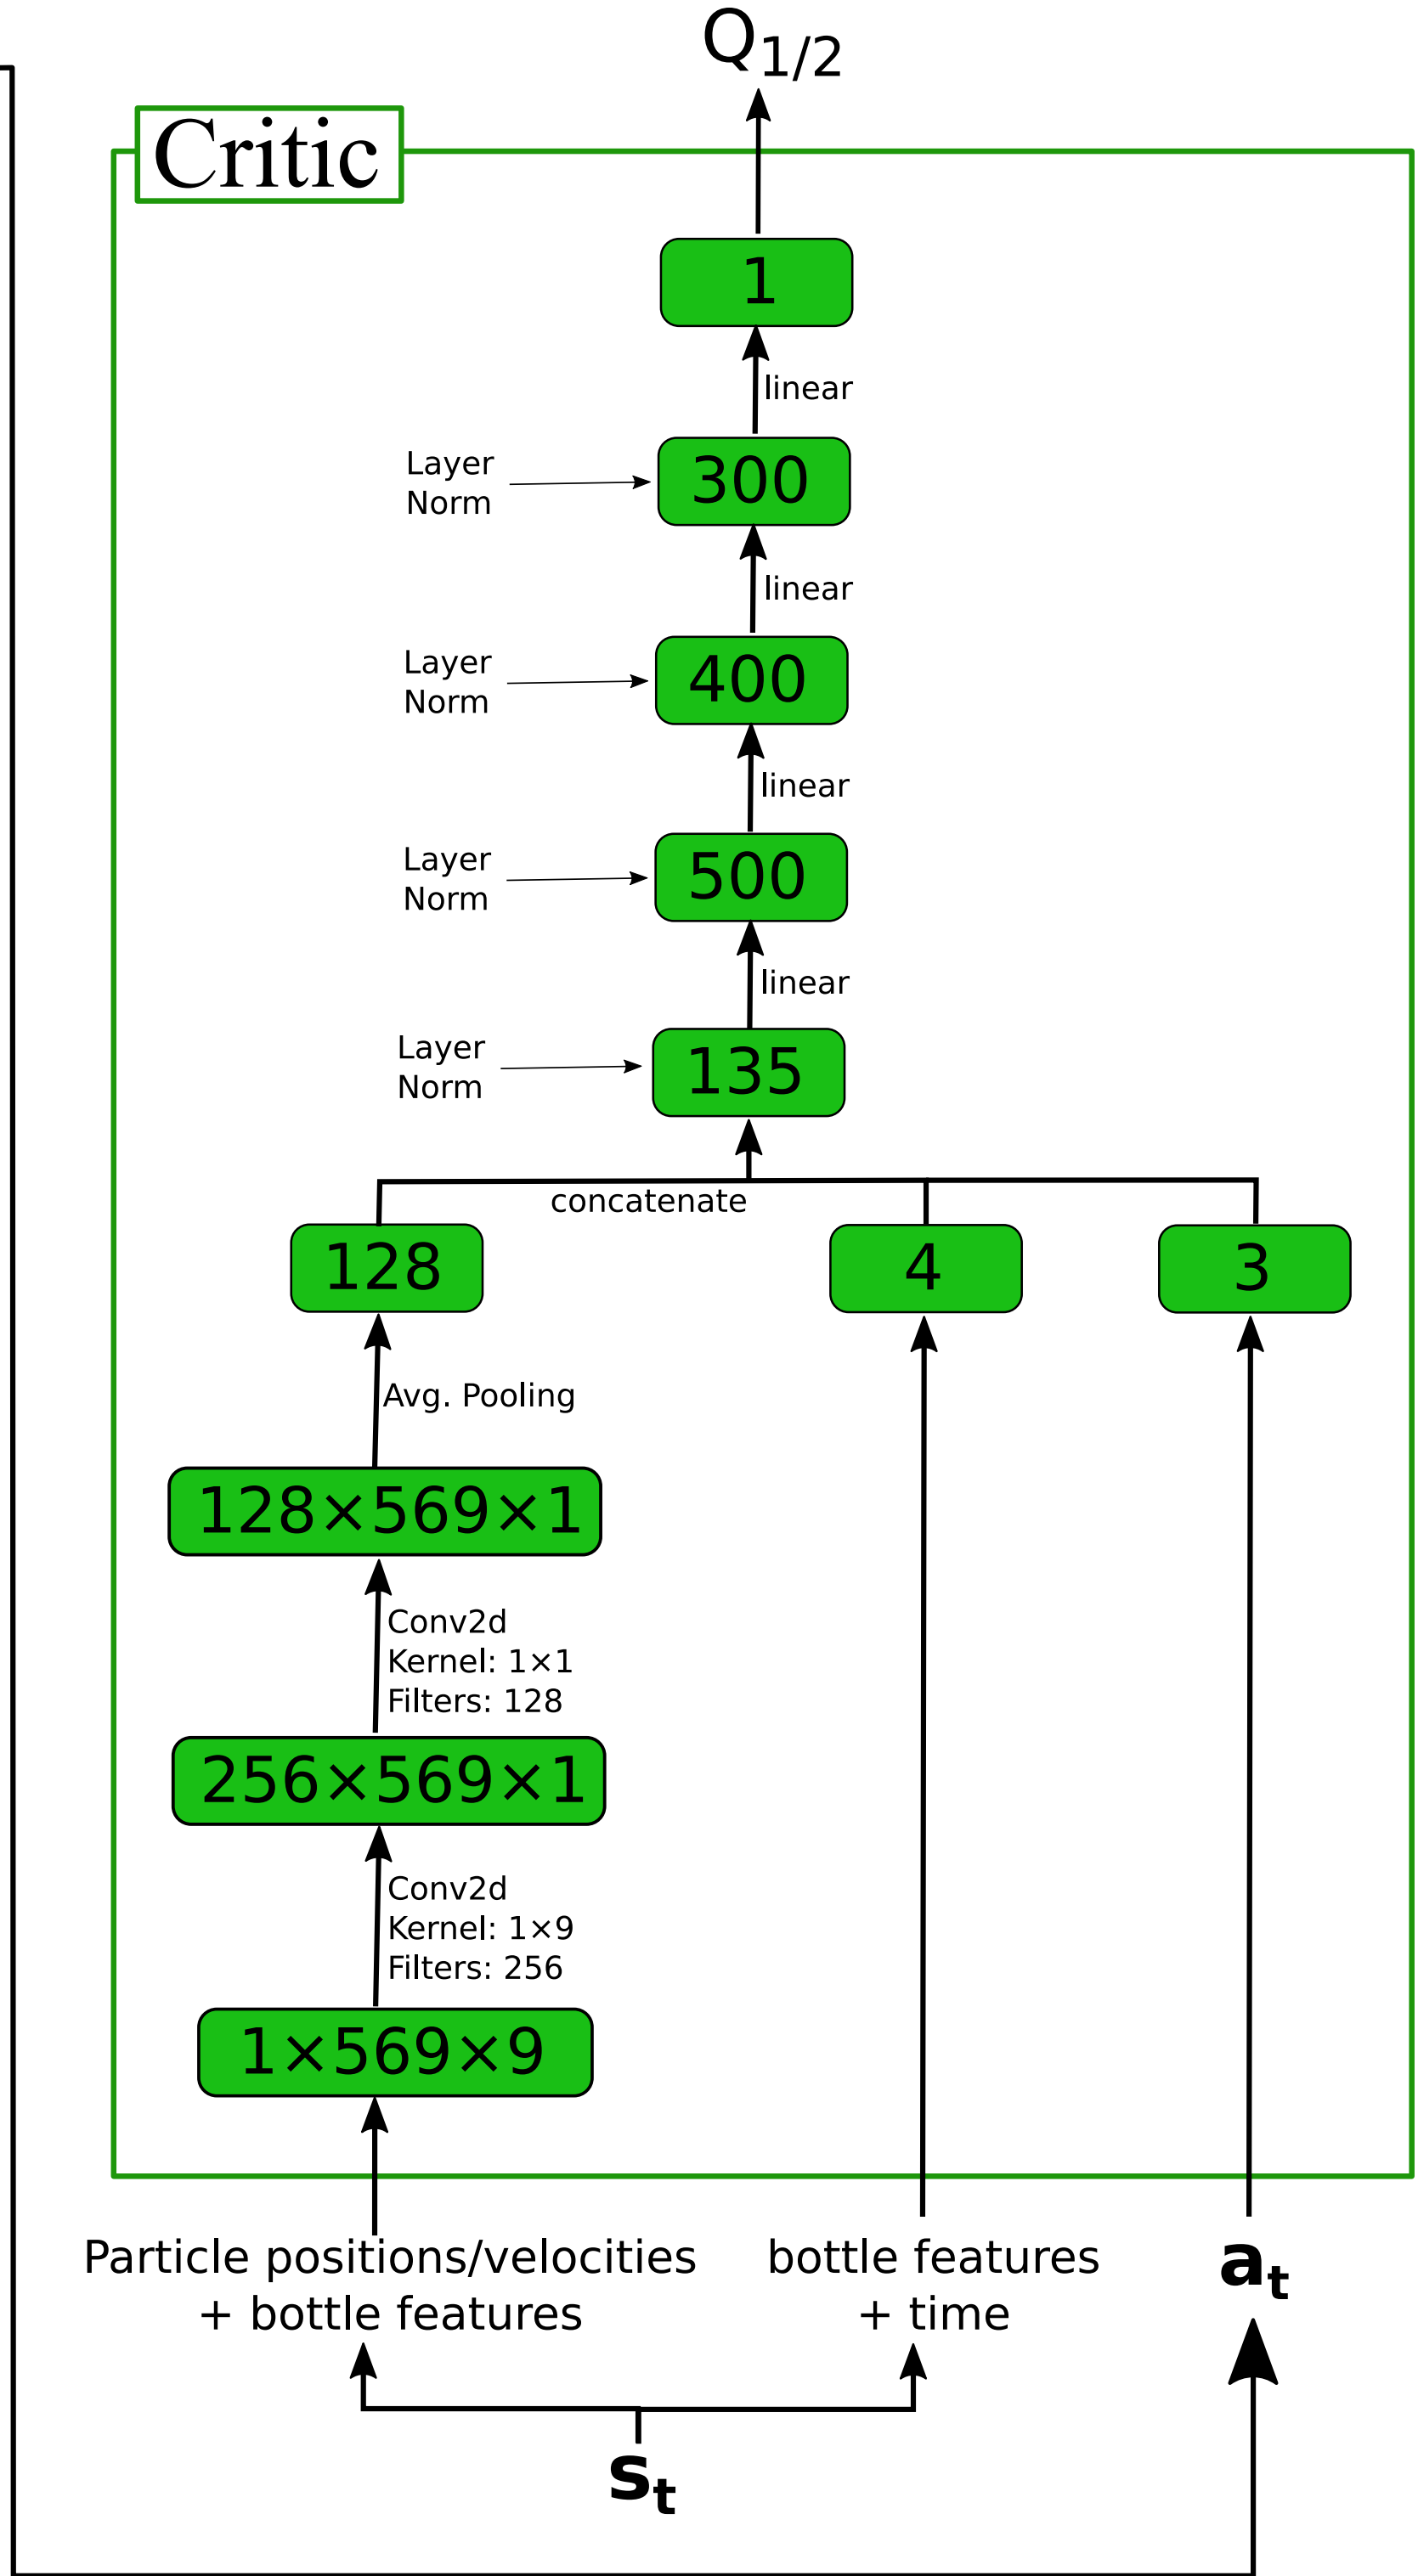 Q1/2
Critic
1
linear
300
Layer
Norm
linear
400
Layer
Norm
linear
500
Layer
Norm
linear
135
Layer
Norm
concatenate
128
4
3
Avg. Pooling
128×569×1
Conv2d
Kernel: 1×1
Filters: 128
256×569×1
Conv2d
Kernel: 1×9
Filters: 256
1×569×9
Particle positions/velocities
+ bottle features
bottle features
+ time
at
st